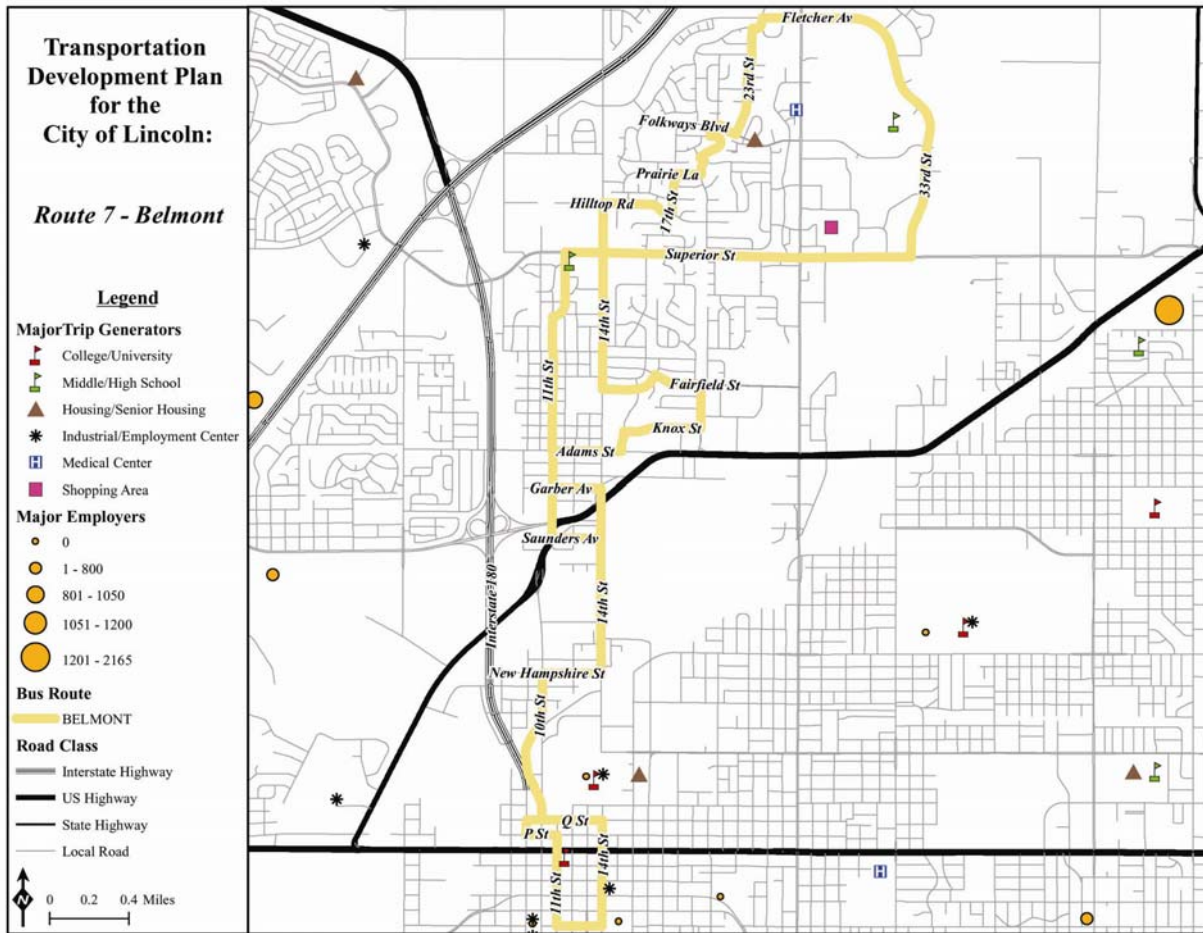 Transportation
Development Plan
for the
City of Lincoln:
Route 7 - Belmont
Legend
MajorTrip Generators
College/University
Middle/High School
Housing/Senior Housing
Industrial/Employment Center
H Medical Center
Shopping Area
Major Employers
0
1 - 800
801 - 1050
1051 - 1200
1201 - 2165
Bus Route
BELMONT
Road Class
Interstate Highway
US Highway
State Highway
Local Road
N
0 0.2 0.4 Miles
Fletcher Av
23rd St
H
Folkways Blvd
Prairie La
33rd St
17th St
Hilltop Rd
Superior St
14th St
11th St
Fairfield St
Knox St
Adams St
Garber Av
Saunders Av
Interstate 180
14th St
New Hampshire St
10th St
Q St
P St
14th St
11th St
H